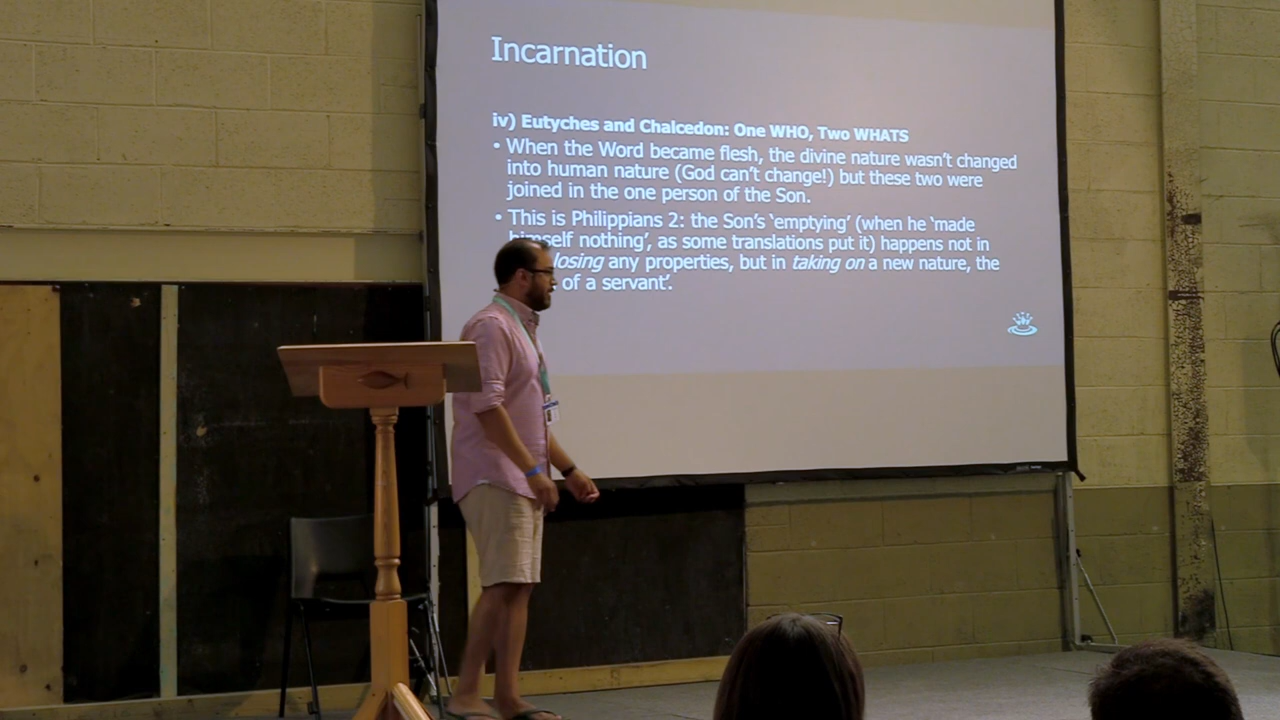 Incarnation
iv) Eutyches and Chalcedon: One WHO, Two WHATS
• When the Word became flesh, the divine nature wasn't changed
into human nature (God can't change!) but these two were
joined in the one person of the Son.
• This is Philippians 2: the Son's 'emptying' (when he 'made
himself nothing', as some translations put it) happens not in
losing any properties, but in taking on a new nature, the
of a servant'.